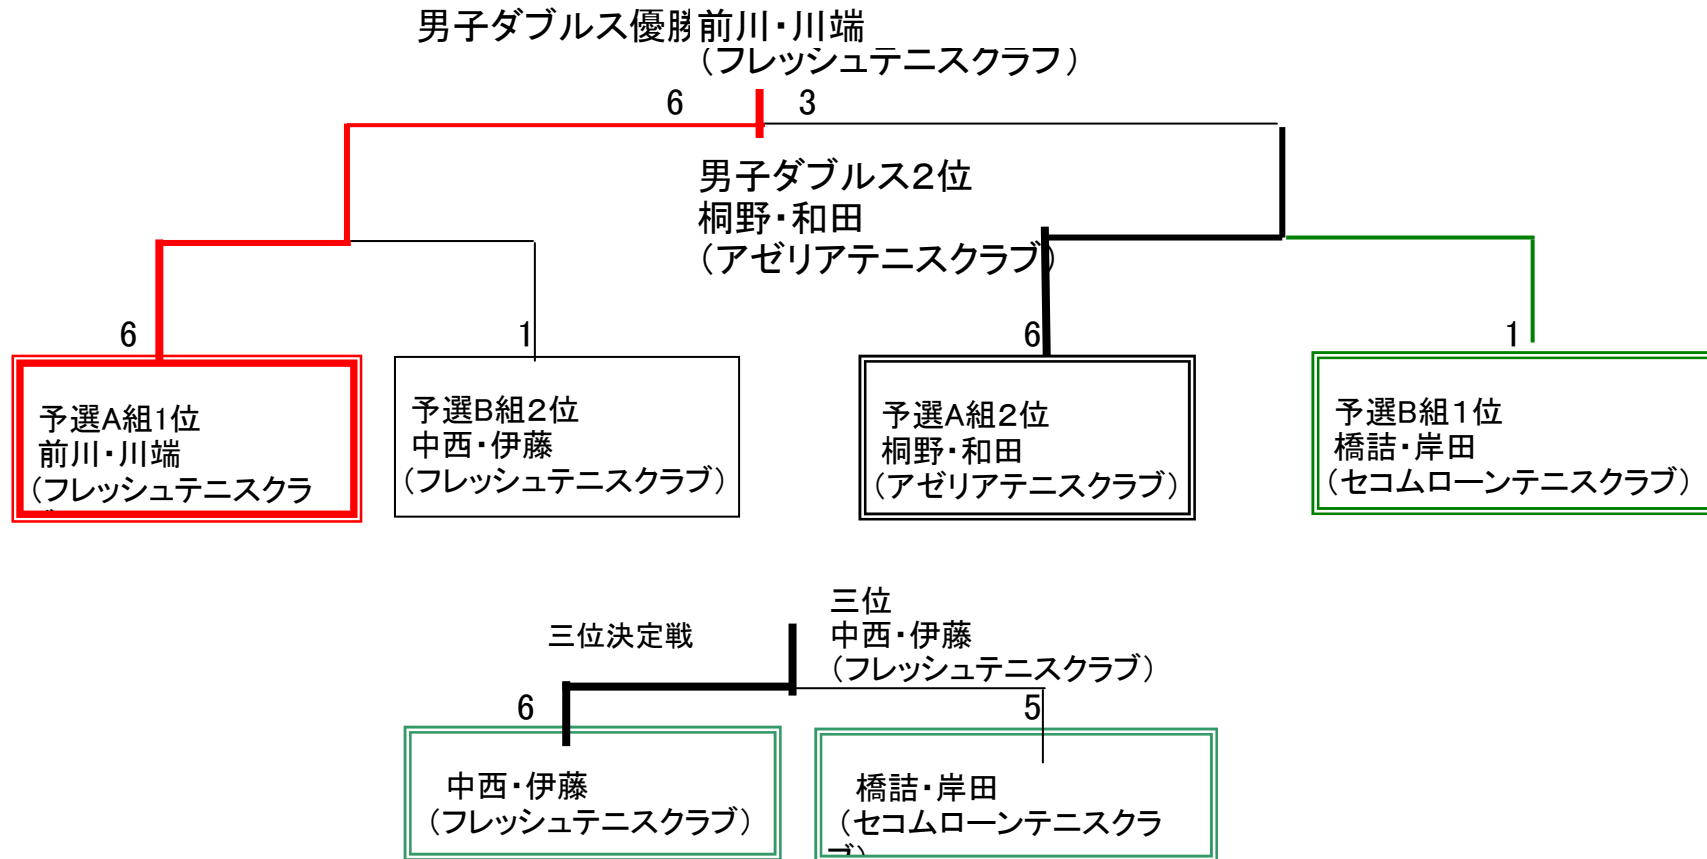 男子ダブルス優勝 前川・川端
(フレッシュテニスクラブ)
6 3
男子ダブルス2位
桐野・和田
(アゼリアテニスクラブ)
6 1 6 1
予選A組1位
前川・川端
(フレッシュテニスクラ
予選B組2位
中西・伊藤
(フレッシュテニスクラブ)
予選A組2位
桐野・和田
(アゼリアテニスクラブ)
予選B組1位
橋詰・岸田
(セコムローンテニスクラブ)
三位決定戦
三位
中西・伊藤
(フレッシュテニスクラブ)
6 5
中西・伊藤
(フレッシュテニスクラブ)
橋詰・岸田
(セコムローンテニスクラ
ブ)